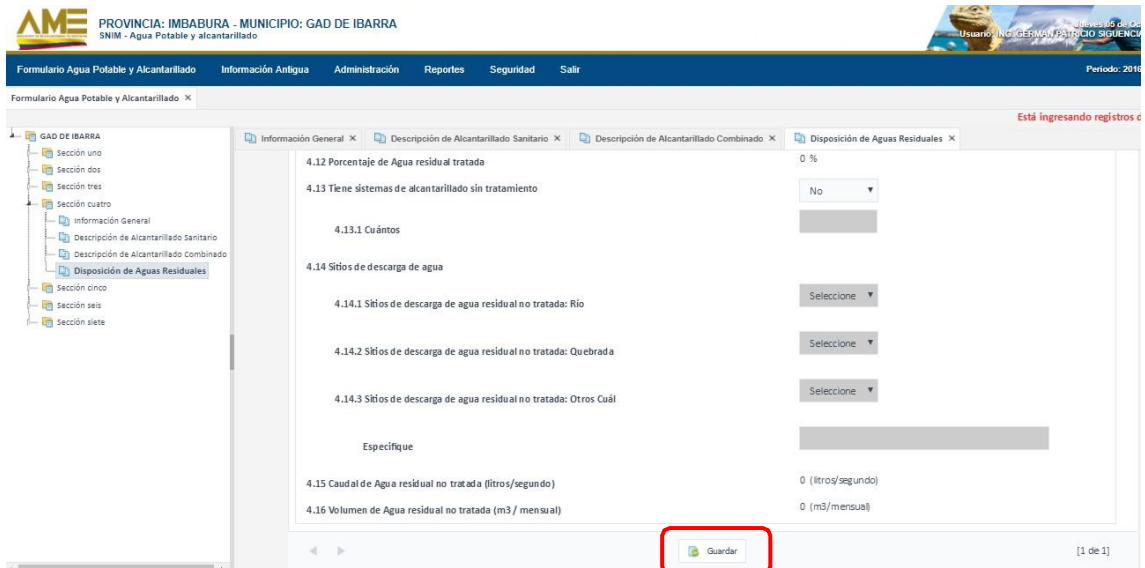 AME
PROVINCIA: IMBABURA - MUNICIPIO: GAD DE IBARRA
SNIM - Agua Potable y alcantarillado
Jueves, 05 de Oc
Usuario: ING. GERMAN PATRICIO SIGUENCIA
Formulario Agua Potable y Alcantarillado Información Antigua Administración Reportes Seguridad Salir Periodo: 2016
Formulario Agua Potable y Alcantarillado ×
Está ingresando registros d
GAD DE IBARRA
Sección uno
Sección dos
Sección tres
Sección cuatro
Información General
Descripción de Alcantarillado Sanitario
Descripción de Alcantarillado Combinado
Disposición de Aguas Residuales
Sección cinco
Sección seis
Sección siete
Información General × Descripción de Alcantarillado Sanitario × Descripción de Alcantarillado Combinado × Disposición de Aguas Residuales ×
4.12 Porcentaje de Agua residual tratada 0 %
4.13 Tiene sistemas de alcantarillado sin tratamiento No
4.13.1 Cuántos
4.14 Sitios de descarga de agua
4.14.1 Sitios de descarga de agua residual no tratada: Río Seleccione
4.14.2 Sitios de descarga de agua residual no tratada: Quebrada Seleccione
4.14.3 Sitios de descarga de agua residual no tratada: Otros Cuál Seleccione
Especifique
4.15 Caudal de Agua residual no tratada (litros/segundo) 0 (litros/segundo)
4.16 Volumen de Agua residual no tratada (m3 / mensual) 0 (m3/mensual)
Guardar [1 de 1]